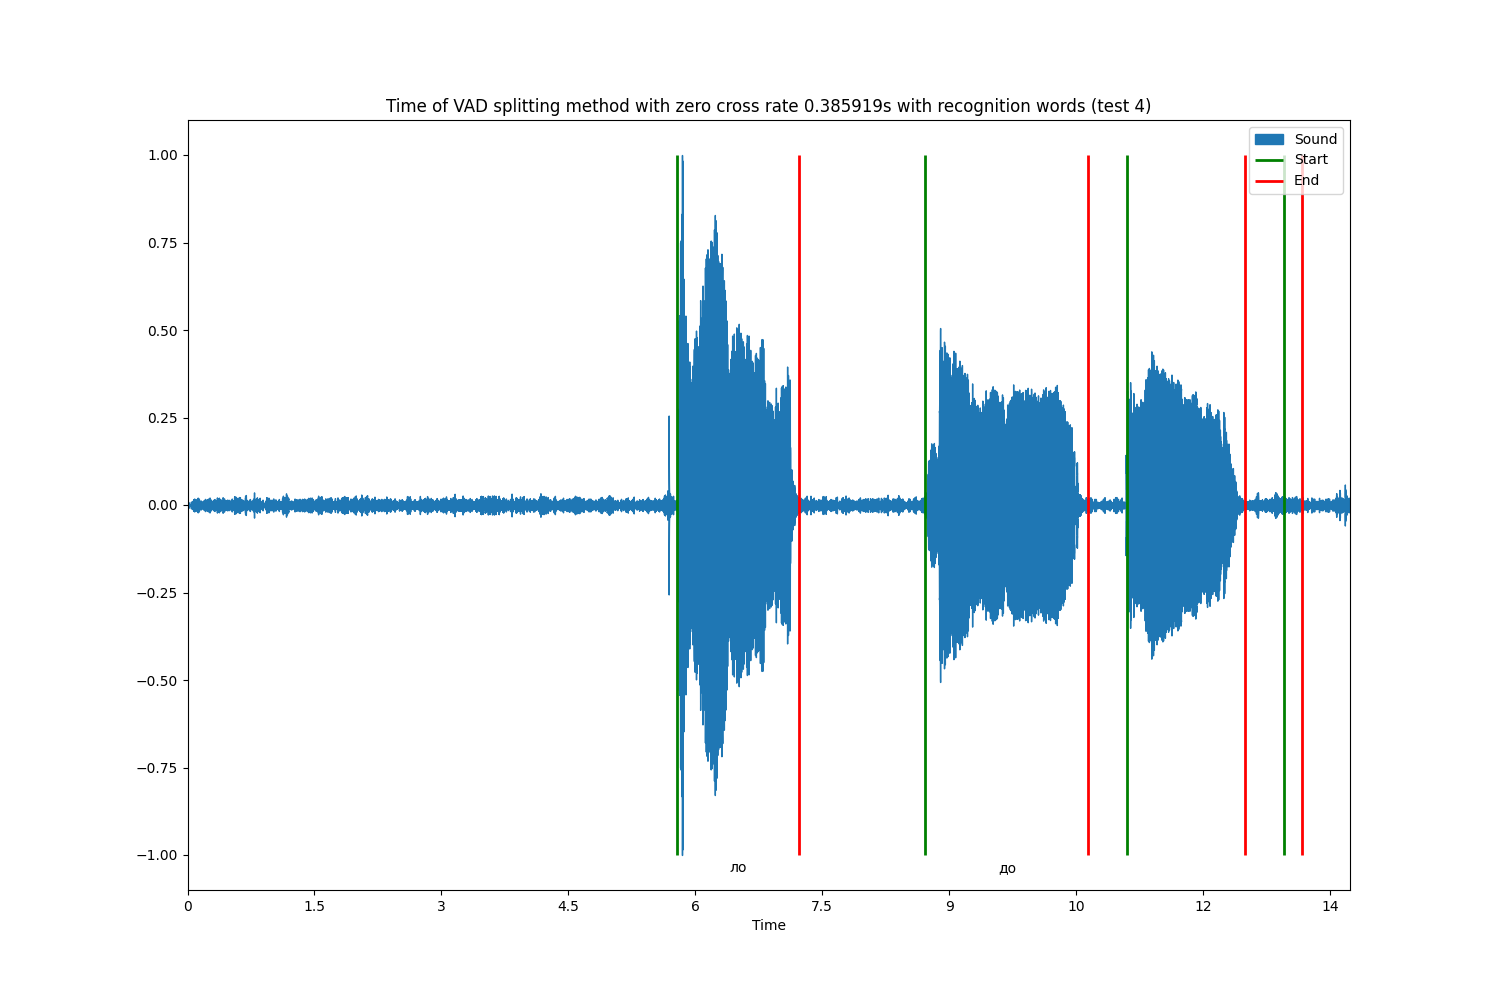 Time of VAD splitting method with zero cross rate 0.385919s with recognition words (test 4)
Sound
Start
End
1.00
0.75
0.50
0.25
0.00
−0.25
−0.50
−0.75
−1.00
ло до
0 1.5 3 4.5 6 7.5 9 10 12 14
Time